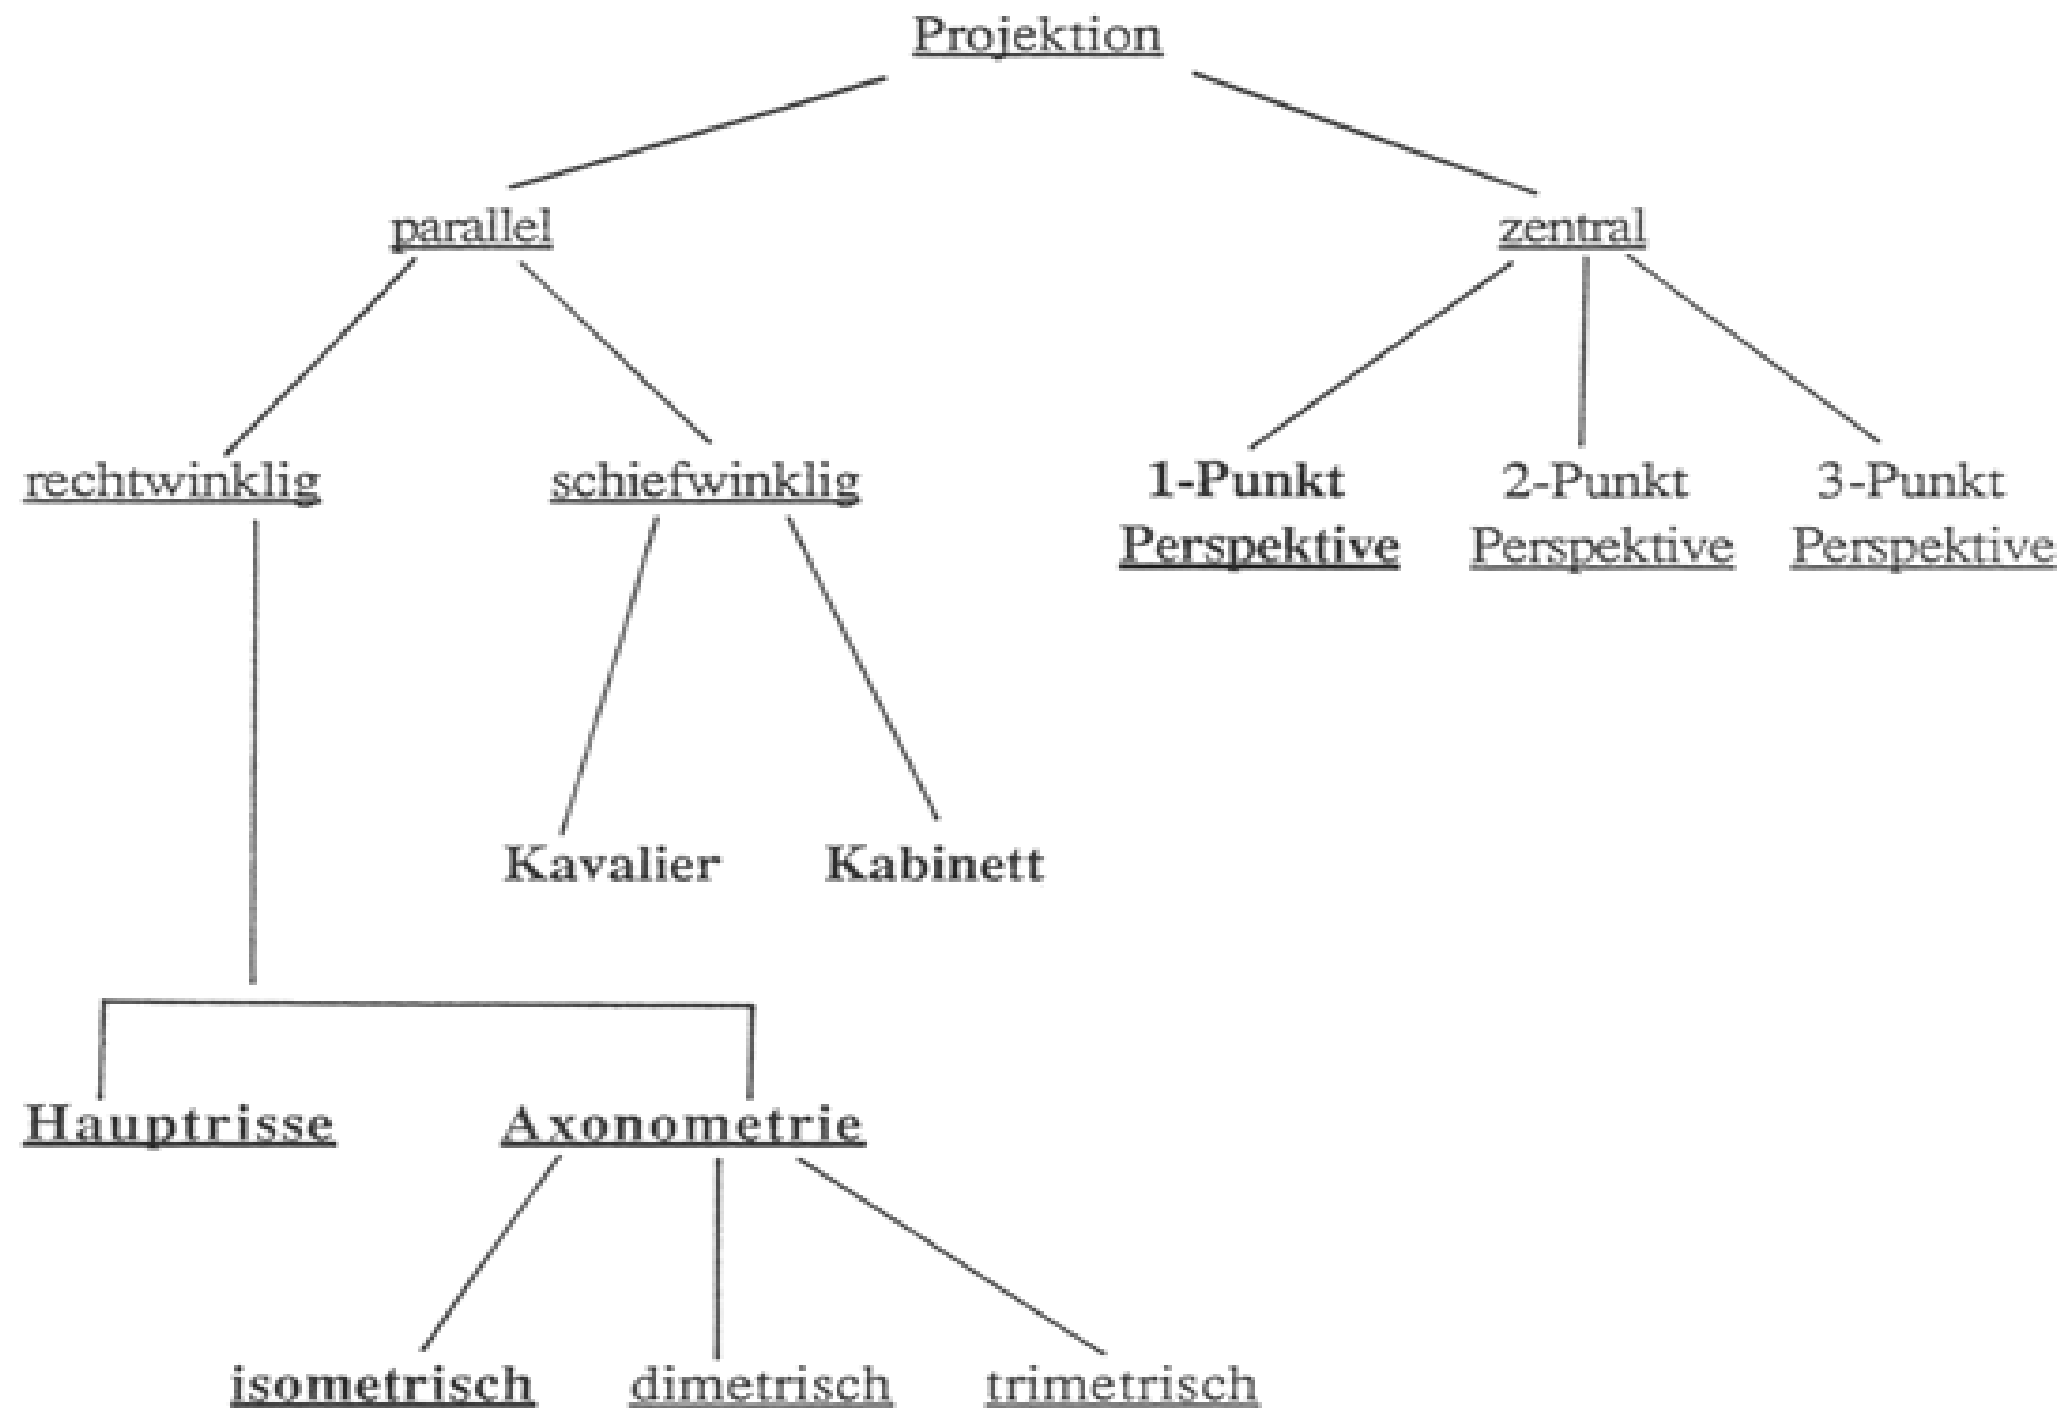 Projektion
parallel
zentral
rechtwinklig
schiefwinklig
1-Punkt
Perspektive
2-Punkt
Perspektive
3-Punkt
Perspektive
Kavalier
Kabinett
Hauptrisse
Axonometrie
isometrisch
dimetrisch
trimetrisch